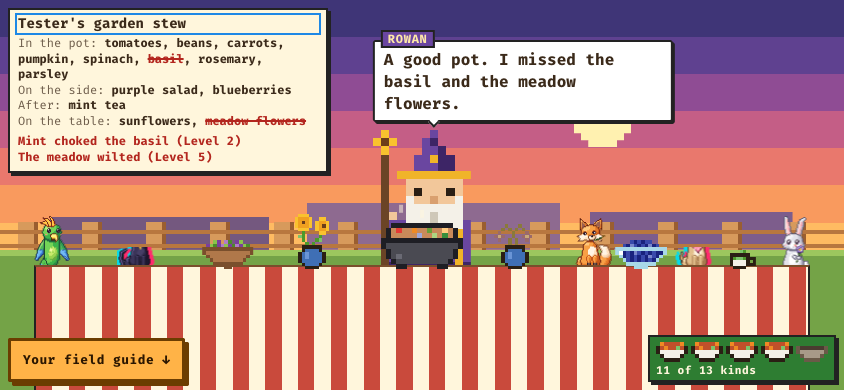 Tester's garden stew
In the pot: tomatoes, beans, carrots,
pumpkin, spinach, basil, rosemary,
parsley
On the side: purple salad, blueberries
After: mint tea
On the table: sunflowers, meadow flowers
Mint choked the basil (Level 2)
The meadow wilted (Level 5)
ROWAN
A good pot. I missed the
basil and the meadow
flowers.
Your field guide ↓
11 of 13 kinds